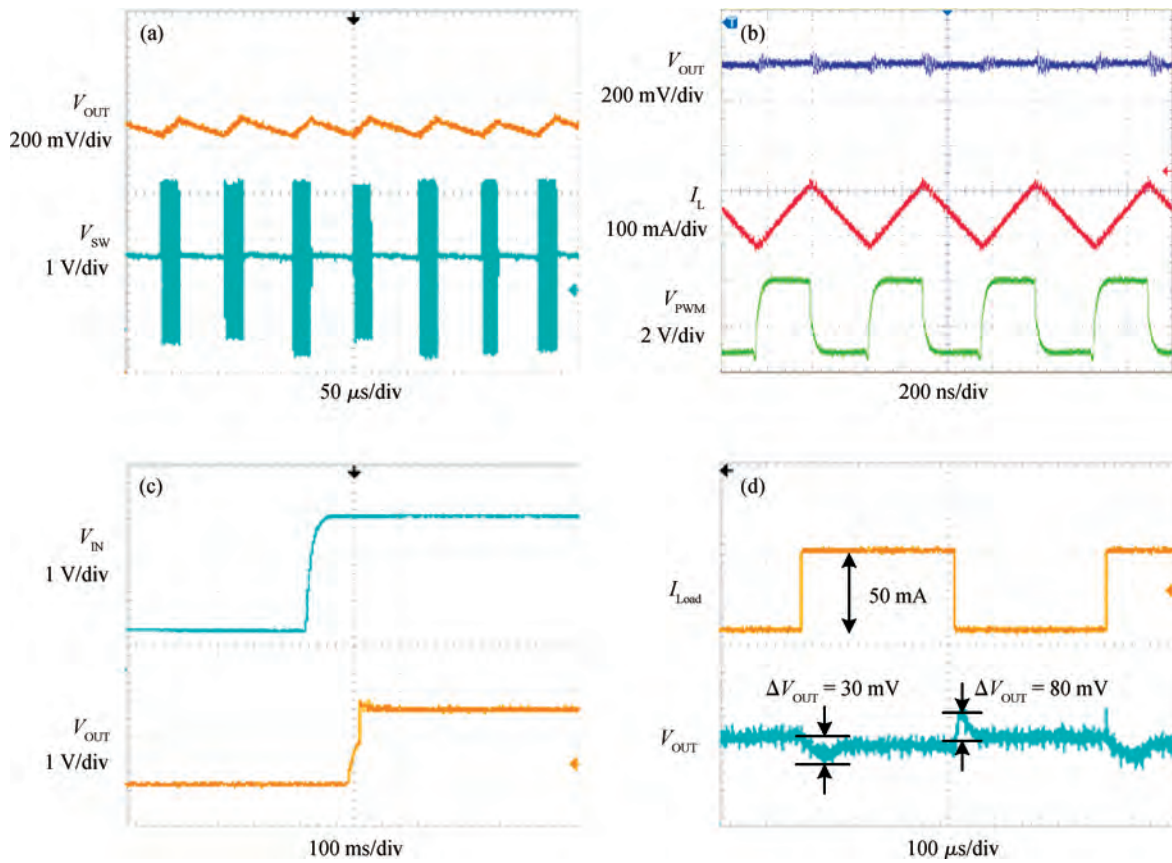 (a)
V_OUT
200 mV/div
V_SW
1 V/div
50 μs/div
(b)
T
V_OUT
200 mV/div
I_L
100 mA/div
V_PWM
2 V/div
200 ns/div
(c)
V_IN
1 V/div
V_OUT
1 V/div
100 ms/div
(d)
I_Load
50 mA
ΔV_OUT = 30 mV
ΔV_OUT = 80 mV
V_OUT
100 μs/div